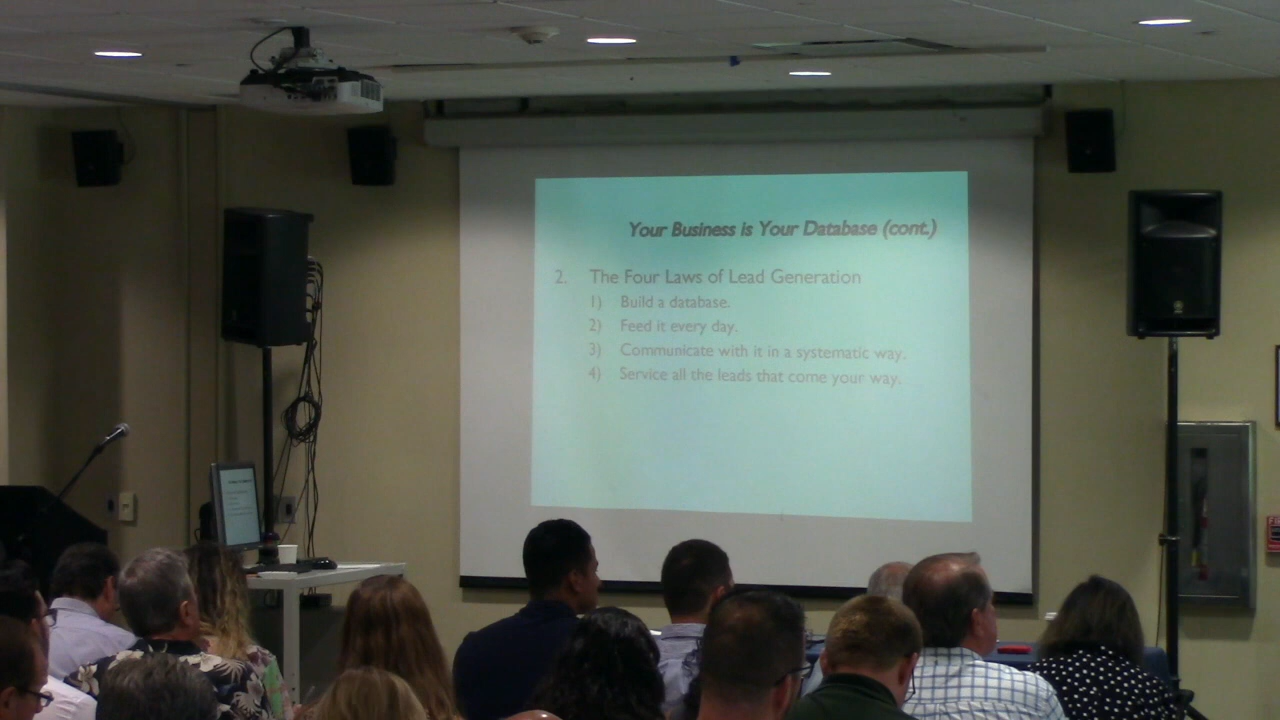 Your Business is Your Database (cont.)
2. The Four Laws of Lead Generation
1) Build a database.
2) Feed it every day.
3) Communicate with it in a systematic way.
4) Service all the leads that come your way.